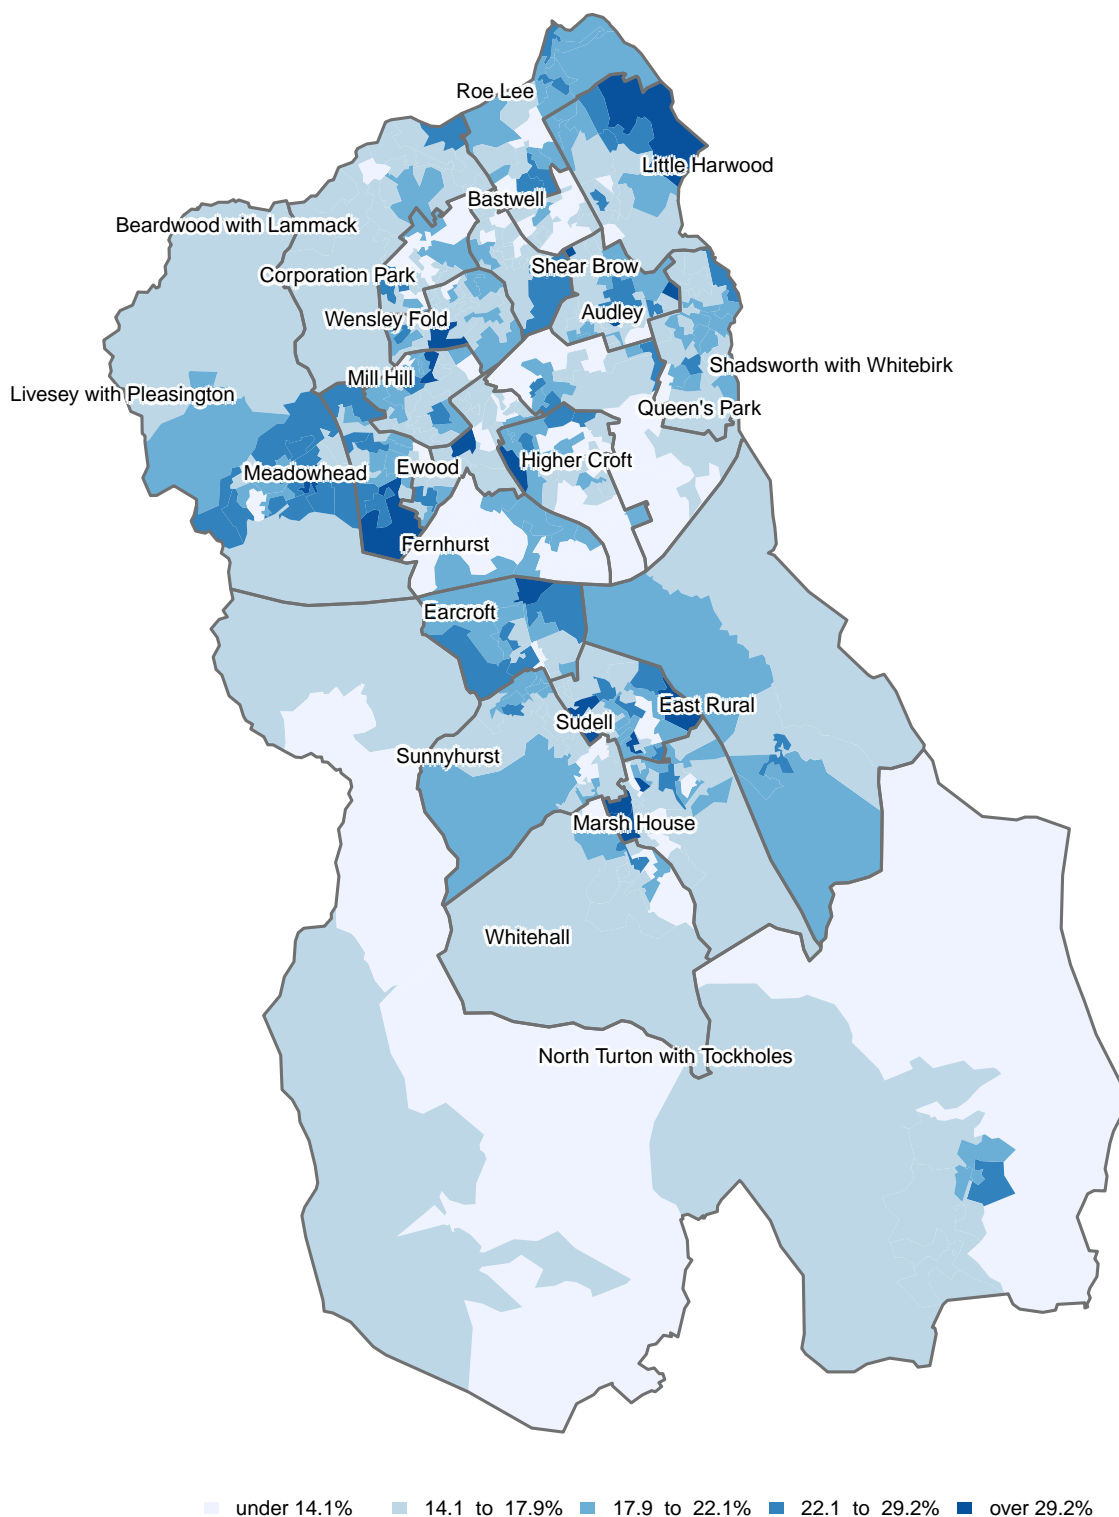 Roe Lee
Little Harwood
Bastwell
Beardwood with Lammack
Shear Brow
Corporation Park
Audley
Wensley Fold
Shadsworth with Whitebirk
Mill Hill
Livesey with Pleasington
Queen's Park
Higher Croft
Ewood
Meadowhead
Fernhurst
Earcroft
East Rural
Sudell
Sunnyhurst
Marsh House
Whitehall
North Turton with Tockholes
under 14.1% 14.1 to 17.9% 17.9 to 22.1% 22.1 to 29.2% over 29.2%